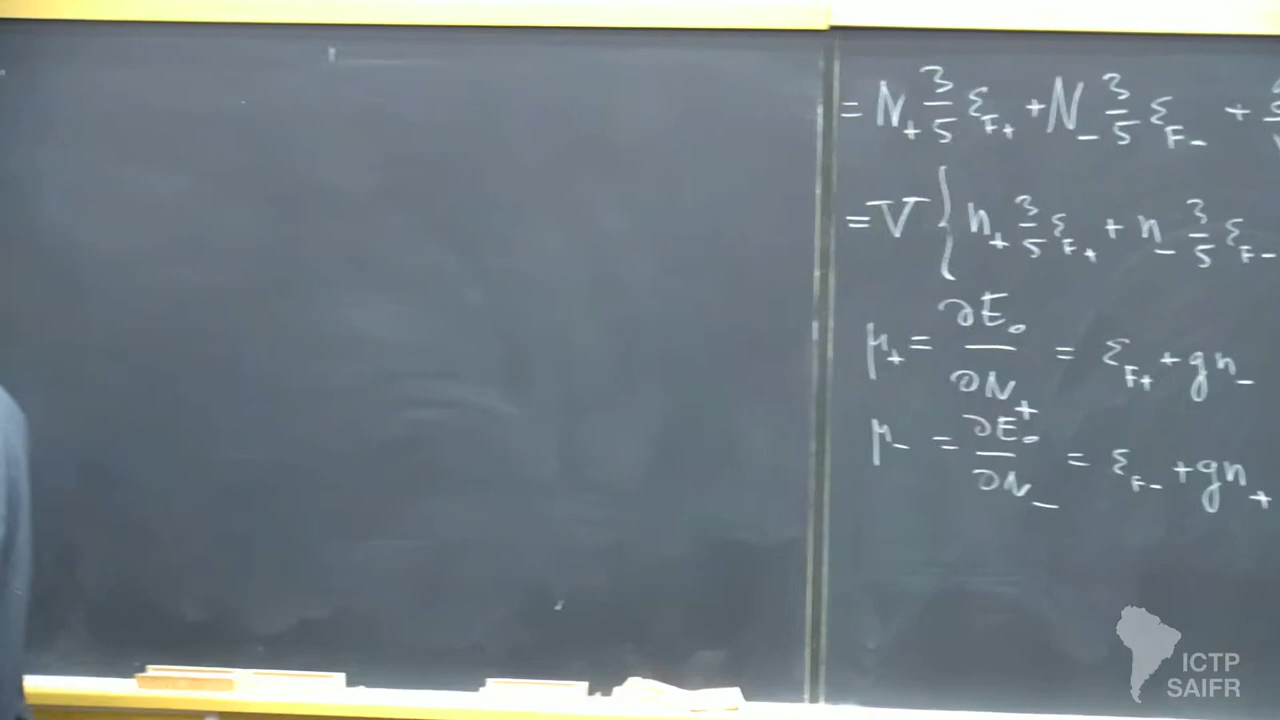 = N₊ 3/5 ε_F₊ + N₋ 3/5 ε_F₋ +
= V { n₊ 3/5 ε_F₊ + n₋ 3/5 ε_F₋
μ₊ = ∂E₀/∂N₊ = ε_F₊ + g n₋
μ₋ = ∂E₀/∂N₋ = ε_F₋ + g n₊
ICTP
SAIFR